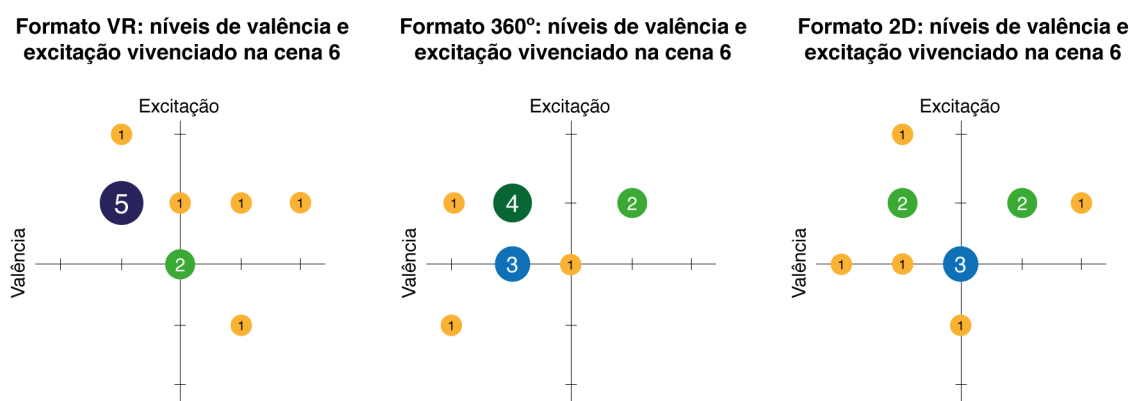 Formato VR: níveis de valência e
excitação vivenciado na cena 6
Excitação
Valência
1
5
1
1
1
2
1
Formato 360º: níveis de valência e
excitação vivenciado na cena 6
Excitação
Valência
1
4
2
3
1
1
Formato 2D: níveis de valência e
excitação vivenciado na cena 6
Excitação
Valência
1
2
2
1
1
1
3
1